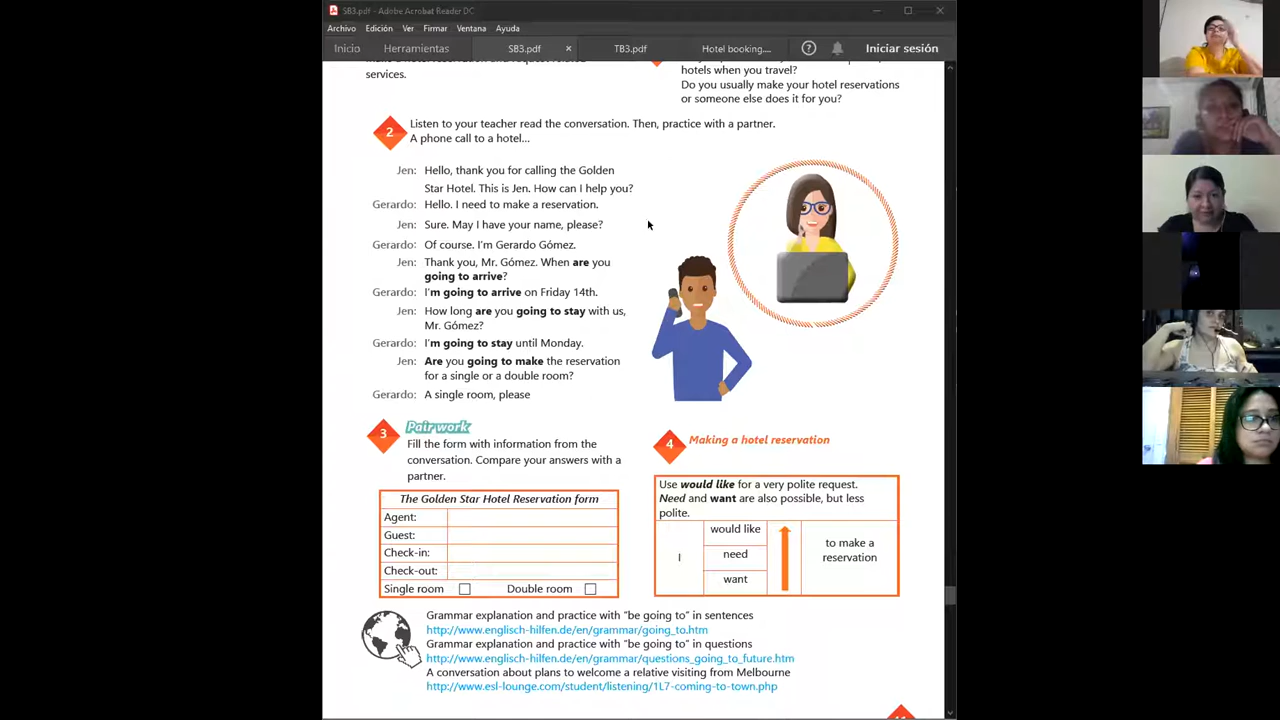 SB3.pdf - Adobe Acrobat Reader DC
Archivo Edición Ver Firmar Ventana Ayuda
Inicio Herramientas SB3.pdf × TB3.pdf Hotel booking.... ? Iniciar sesión
services.
hotels when you travel?
Do you usually make your hotel reservations
or someone else does it for you?
2
Listen to your teacher read the conversation. Then, practice with a partner.
A phone call to a hotel...
Jen: Hello, thank you for calling the Golden
Star Hotel. This is Jen. How can I help you?
Gerardo: Hello. I need to make a reservation.
Jen: Sure. May I have your name, please?
Gerardo: Of course. I'm Gerardo Gómez.
Jen: Thank you, Mr. Gómez. When are you
going to arrive?
Gerardo: I'm going to arrive on Friday 14th.
Jen: How long are you going to stay with us,
Mr. Gómez?
Gerardo: I'm going to stay until Monday.
Jen: Are you going to make the reservation
for a single or a double room?
Gerardo: A single room, please
3
Pair work
Fill the form with information from the
conversation. Compare your answers with a
partner.
The Golden Star Hotel Reservation form
Agent:
Guest:
Check-in:
Check-out:
Single room Double room
4
Making a hotel reservation
Use would like for a very polite request.
Need and want are also possible, but less
polite.
I
would like
need
want
to make a
reservation
Grammar explanation and practice with “be going to” in sentences
http://www.englisch-hilfen.de/en/grammar/going_to.htm
Grammar explanation and practice with “be going to” in questions
http://www.englisch-hilfen.de/en/grammar/questions_going_to_future.htm
A conversation about plans to welcome a relative visiting from Melbourne
http://www.esl-lounge.com/student/listening/1L7-coming-to-town.php